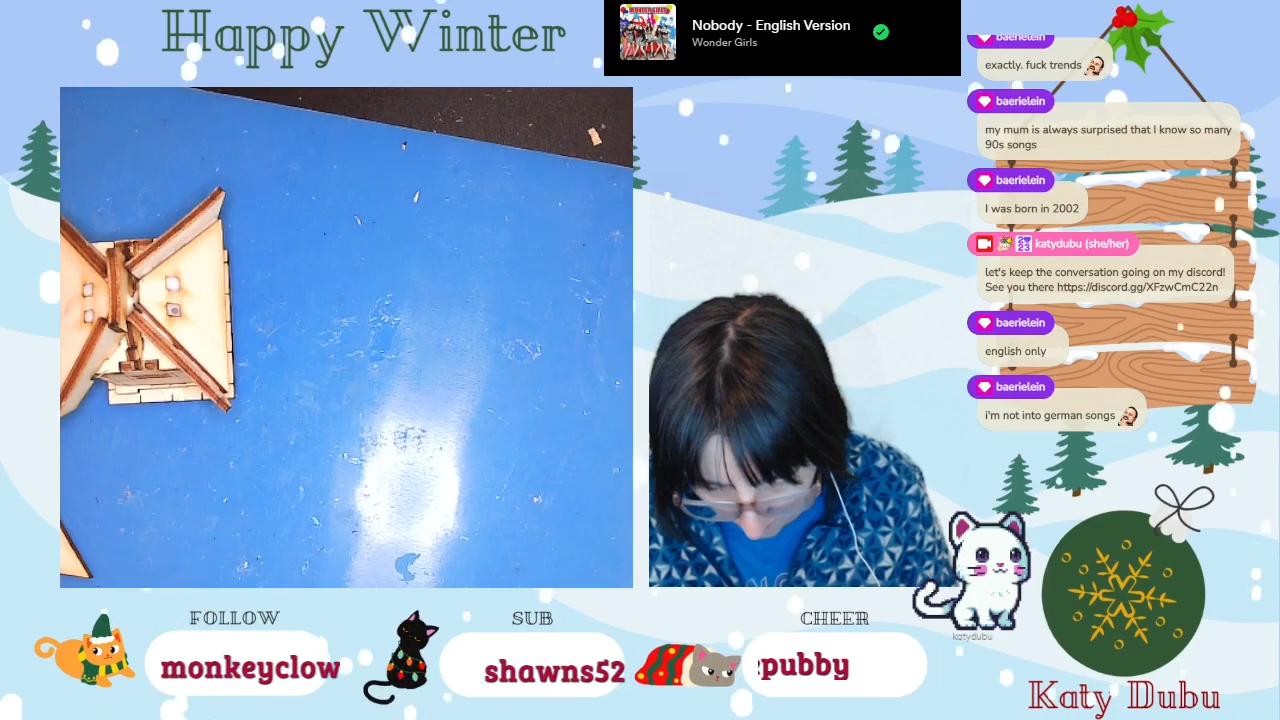 Happy Winter
WONDER GIRLS
Nobody - English Version
Wonder Girls
baerielein
exactly. fuck trends
baerielein
my mum is always surprised that I know so many
90s songs
baerielein
I was born in 2002
katydubu (she/her)
let's keep the conversation going on my discord!
See you there https://discord.gg/XFzwCmC22n
baerielein
english only
baerielein
i'm not into german songs
katydubu
FOLLOW
monkeyclow
SUB
shawns52
CHEER
pubby
Katy Dubu